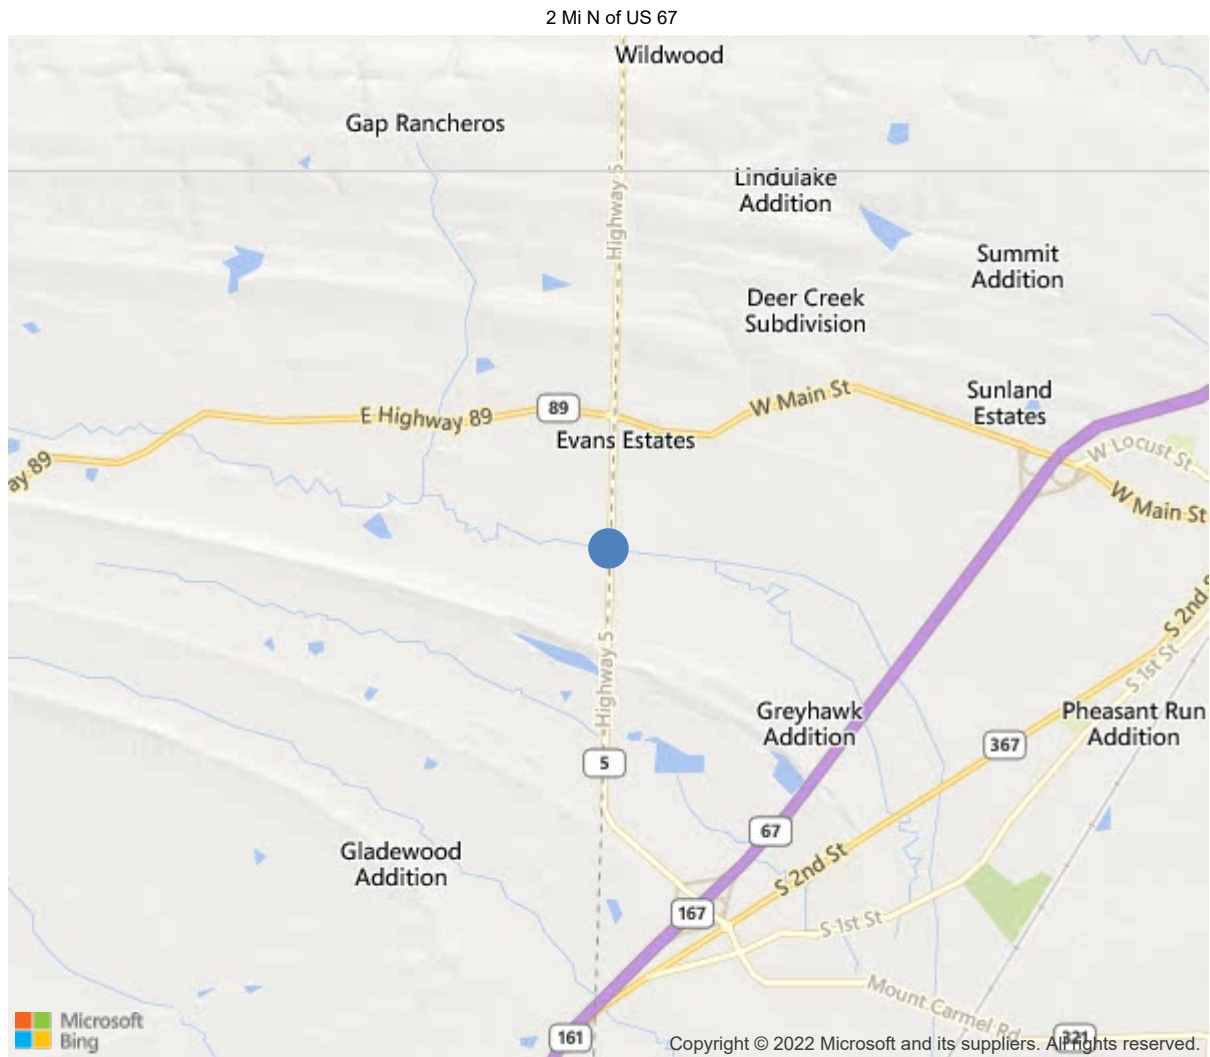 2 Mi N of US 67
Wildwood
Gap Rancheros
Highway 5
Lindulake
Addition
Summit
Addition
Deer Creek
Subdivision
Sunland
Estates
W Main St
89
E Highway 89
Evans Estates
W Locust St
ay 89
W Main St
S 2nd S
Highway 5
S 1st St
Greyhawk
Addition
Pheasant Run
Addition
367
5
67
Gladewood
Addition
S 2nd St
167
S 1st St
Mount Carmel Rd
Microsoft
Bing
161
321
Copyright © 2022 Microsoft and its suppliers. All rights reserved.